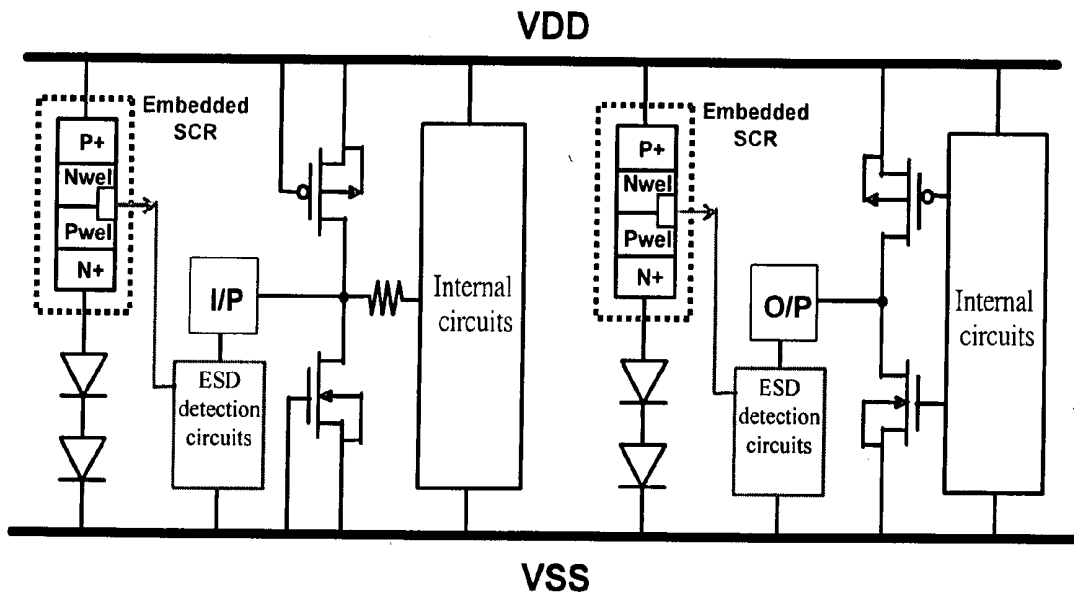 VDD
Embedded
SCR
P+
Nwel
Pwel
N+
I/P
ESD
detection
circuits
Internal
circuits
Embedded
SCR
P+
Nwel
Pwel
N+
O/P
ESD
detection
circuits
Internal
circuits
VSS